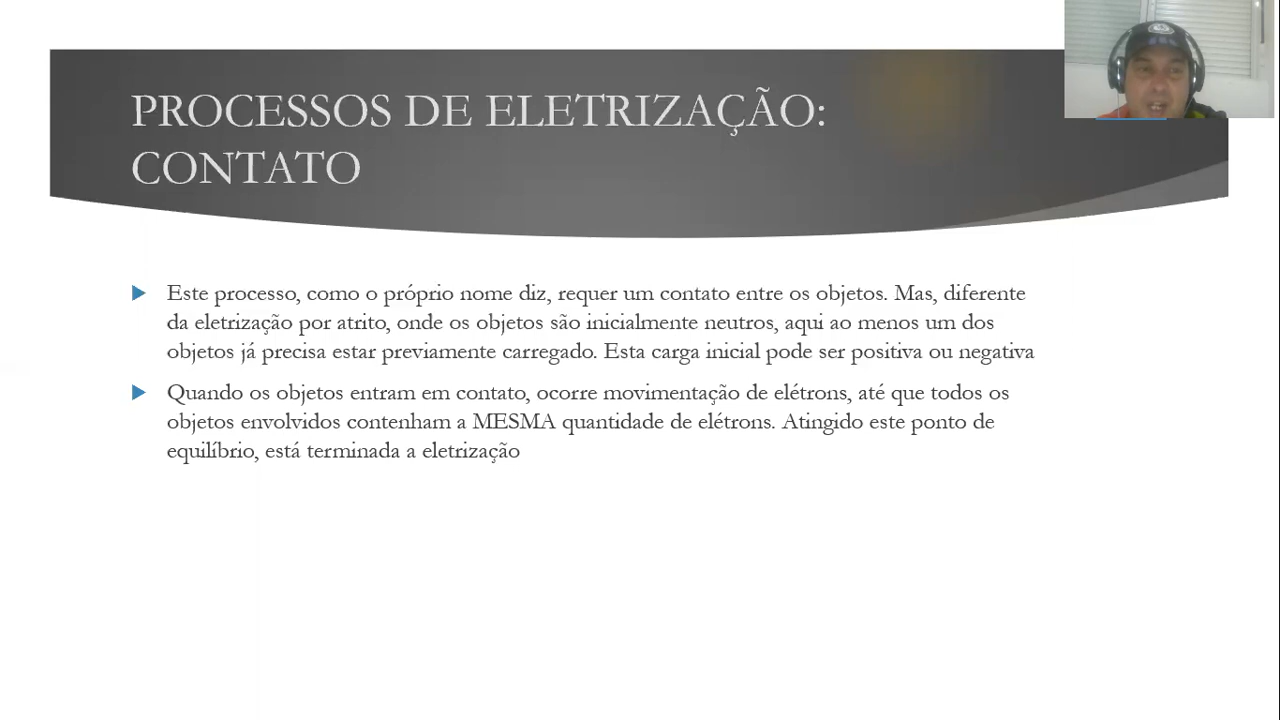 PROCESSOS DE ELETRIZAÇÃO:
CONTATO
Este processo, como o próprio nome diz, requer um contato entre os objetos. Mas, diferente
da eletrização por atrito, onde os objetos são inicialmente neutros, aqui ao menos um dos
objetos já precisa estar previamente carregado. Esta carga inicial pode ser positiva ou negativa
Quando os objetos entram em contato, ocorre movimentação de elétrons, até que todos os
objetos envolvidos contenham a MESMA quantidade de elétrons. Atingido este ponto de
equilíbrio, está terminada a eletrização